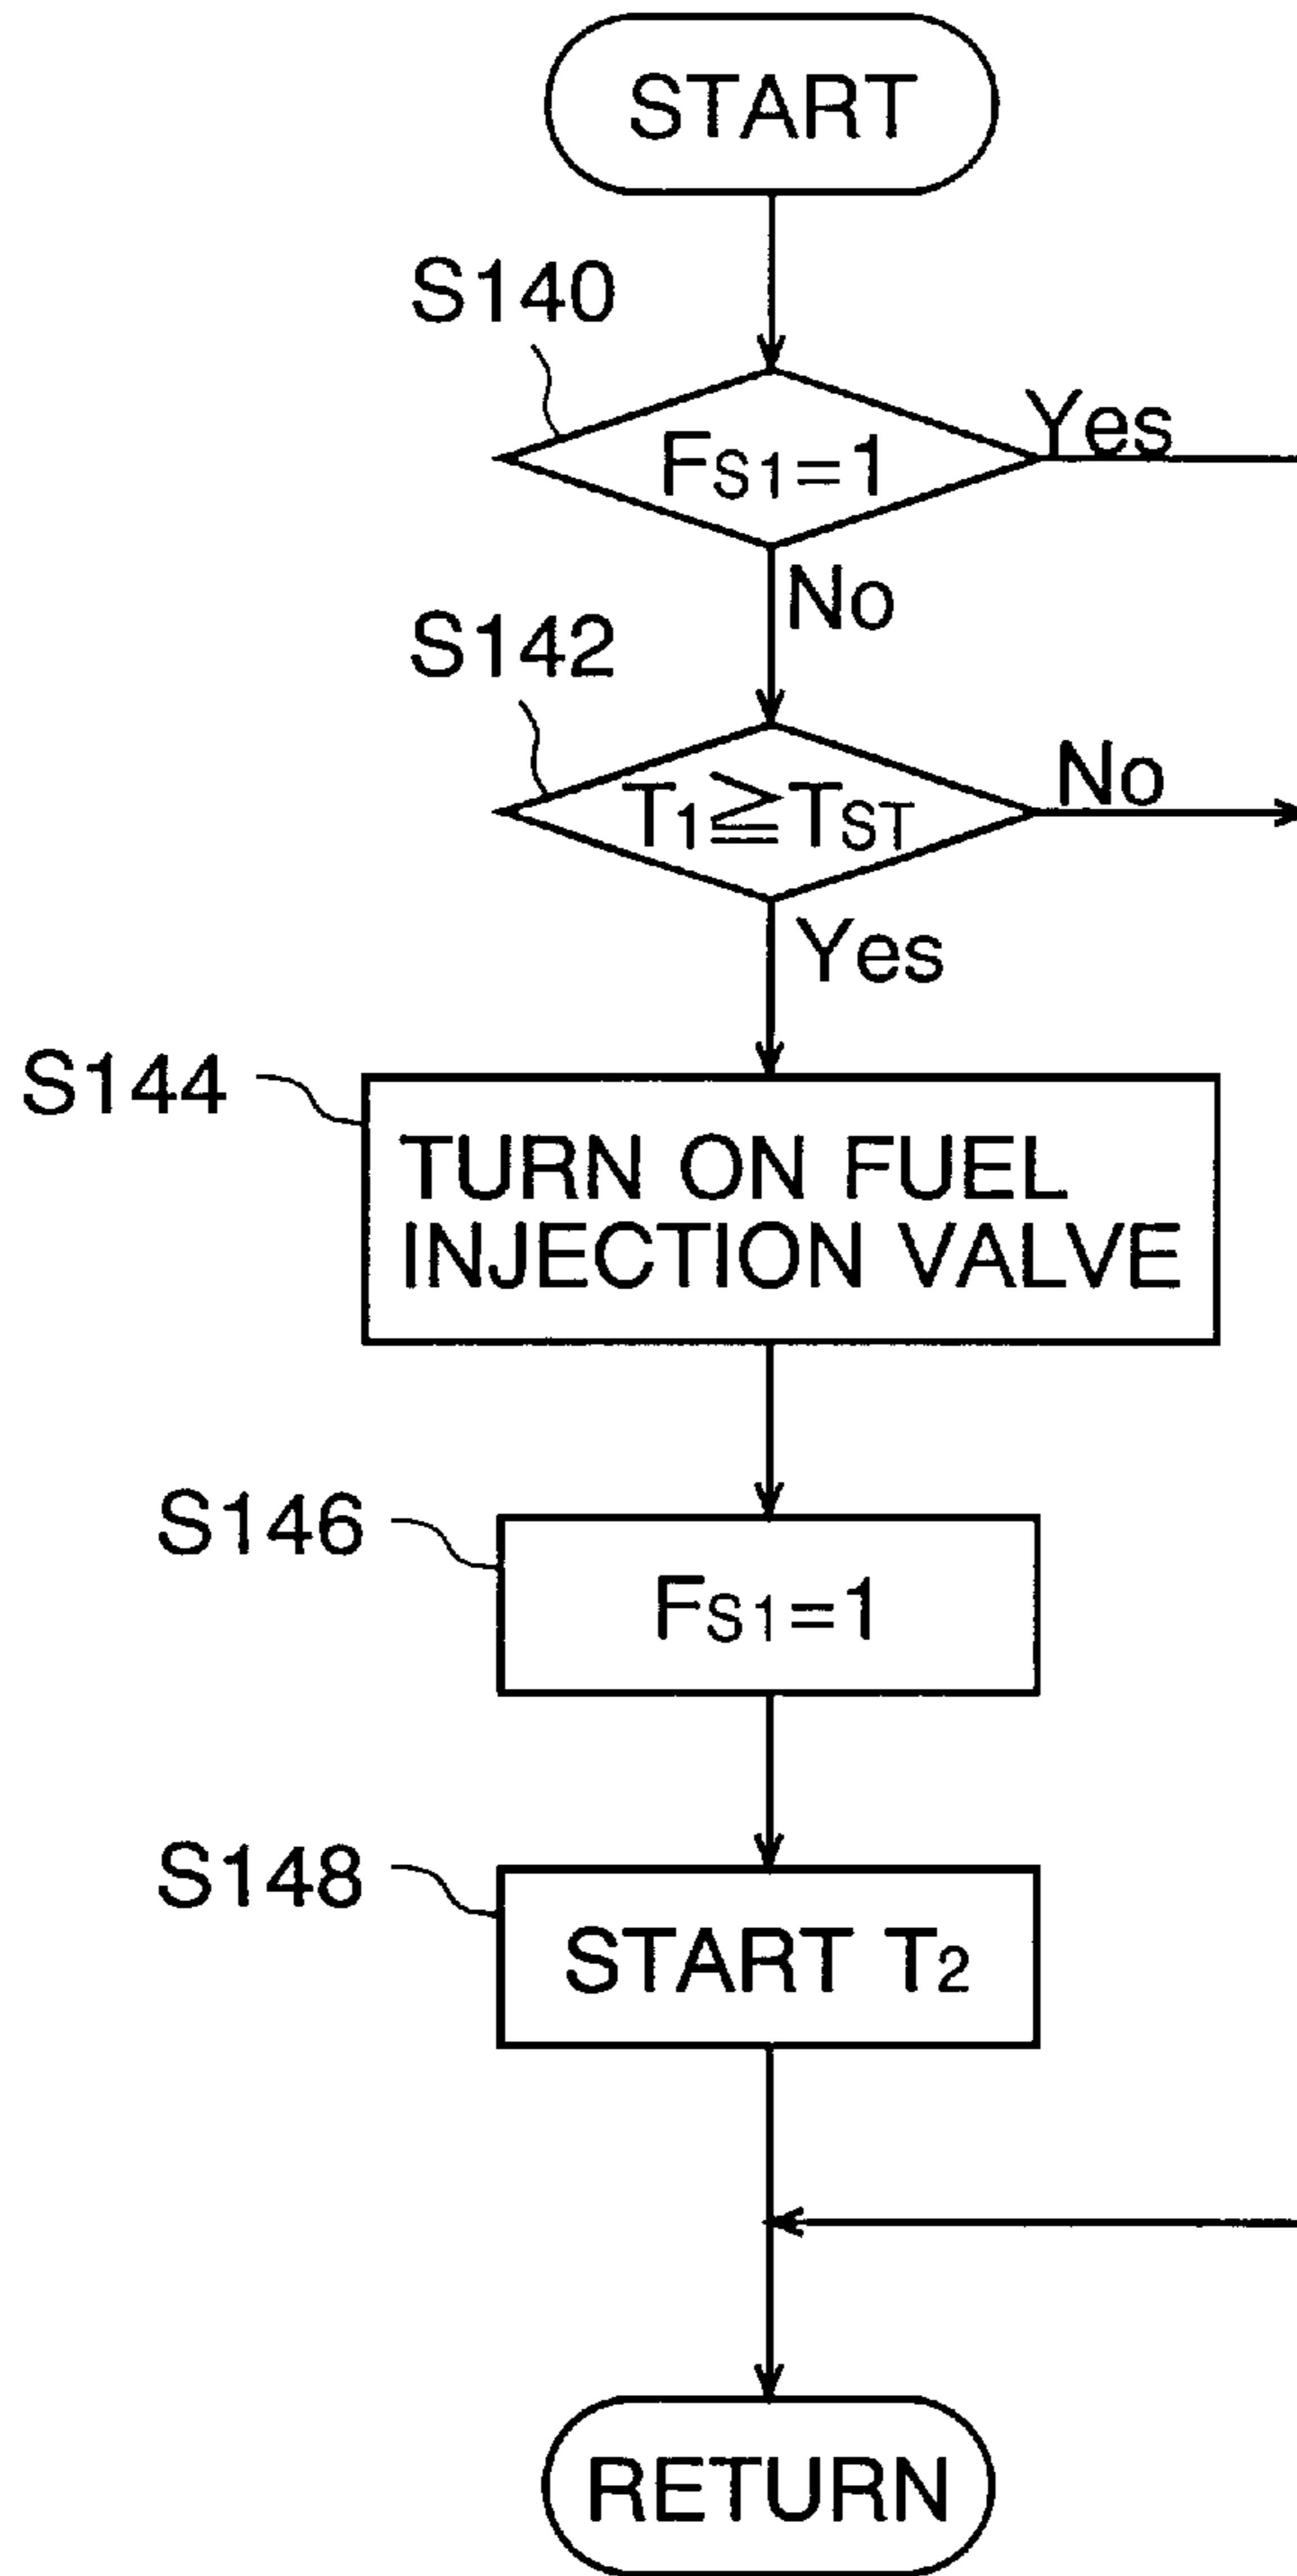 START
S140
Yes
FS1=1
No
S142
No
T1≧TST
Yes
S144
TURN ON FUEL
INJECTION VALVE
S146
FS1=1
S148
START T2
RETURN